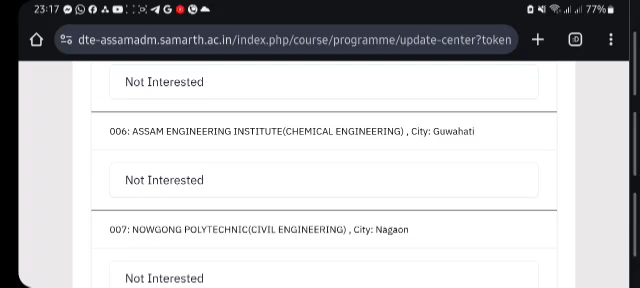 23:17
77%
dte-assamadm.samarth.ac.in/index.php/course/programme/update-center?token
Not Interested
006: ASSAM ENGINEERING INSTITUTE(CHEMICAL ENGINEERING) , City: Guwahati
Not Interested
007: NOWGONG POLYTECHNIC(CIVIL ENGINEERING) , City: Nagaon
Not Interested